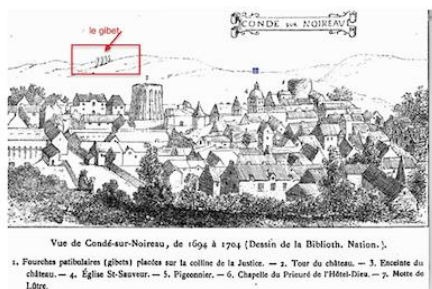 le gibet
CONDE SUR NOIREAU
Vue de Condé-sur-Noireau, de 1694 à 1704 (Dessin de la Biblioth. Nation.).
1. Fourches patibulaires (gibets) placées sur la colline de la Justice. — 2. Tour du château. — 3. Enceinte du
château. — 4. Église St-Sauveur. — 5. Pigeonnier. — 6. Chapelle du Prieuré de l'Hôtel-Dieu. — 7. Motte de
Lûtre.